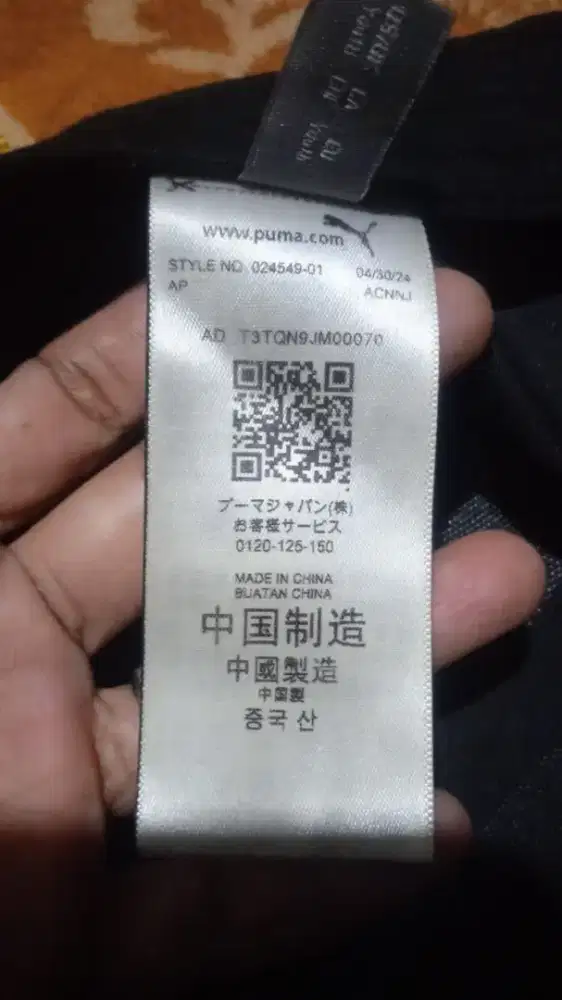 www.puma.com
STYLE NO 024549-01 04/30/24
AP ACNNJ
AD T3TQN9JM00070
プーマジャパン(株)
お客様サービス
0120-125-150
MADE IN CHINA
BUATAN CHINA
中国制造
中國製造
中国製
중국 산